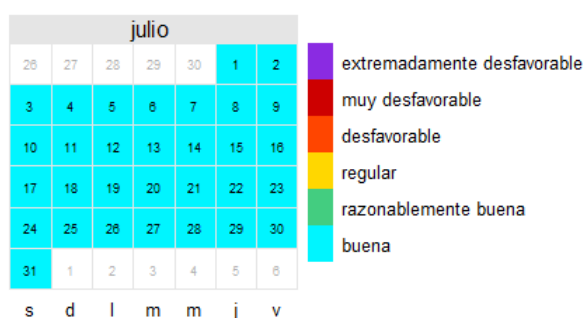 julio
26 27 28 29 30 1 2
3 4 5 6 7 8 9
10 11 12 13 14 15 16
17 18 19 20 21 22 23
24 25 26 27 28 29 30
31 1 2 3 4 5 6
s d l m m j v
extremadamente desfavorable
muy desfavorable
desfavorable
regular
razonablemente buena
buena